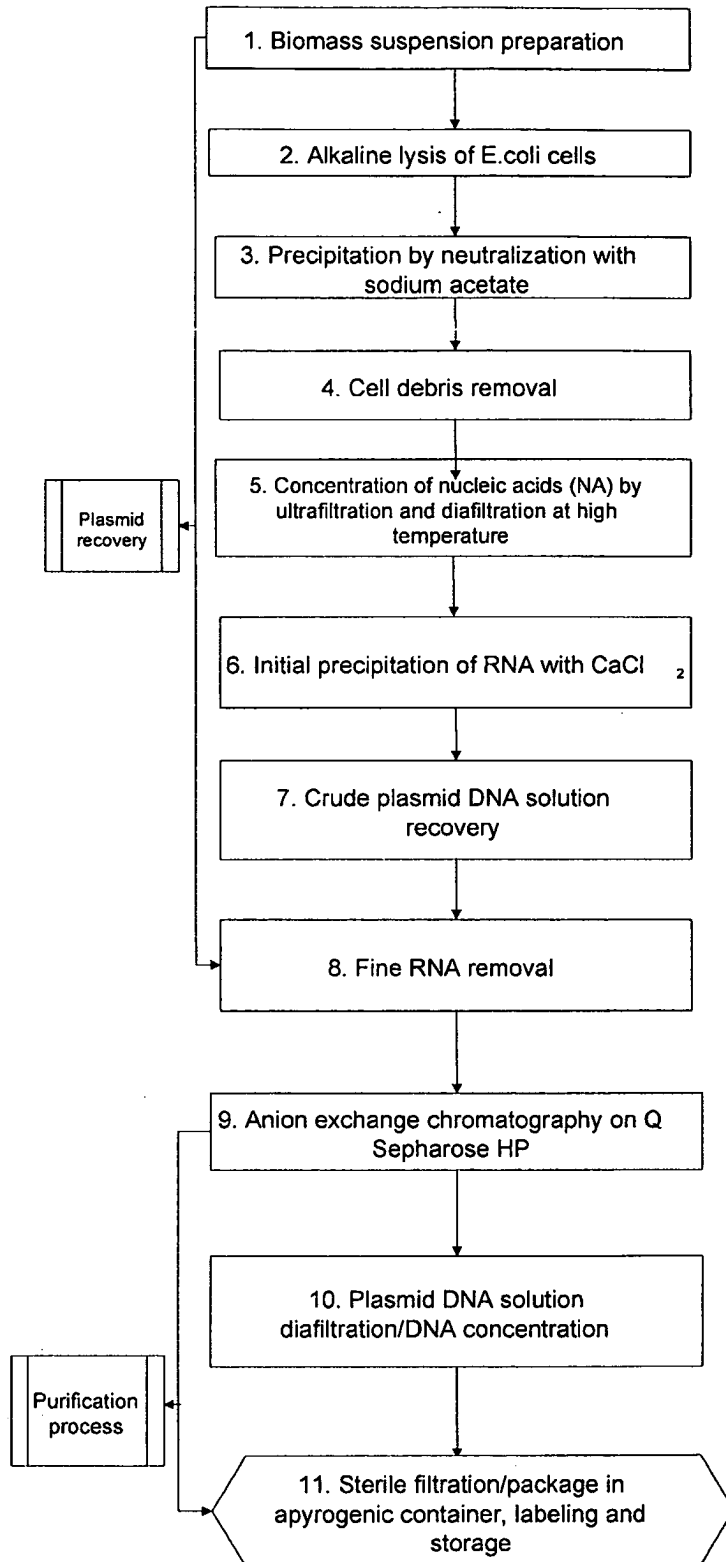 1. Biomass suspension preparation
2. Alkaline lysis of E.coli cells
3. Precipitation by neutralization with
sodium acetate
4. Cell debris removal
5. Concentration of nucleic acids (NA) by
ultrafiltration and diafiltration at high
temperature
Plasmid
recovery
6. Initial precipitation of RNA with CaCl 2
7. Crude plasmid DNA solution
recovery
8. Fine RNA removal
9. Anion exchange chromatography on Q
Sepharose HP
10. Plasmid DNA solution
diafiltration/DNA concentration
Purification
process
11. Sterile filtration/package in
apyrogenic container, labeling and
storage